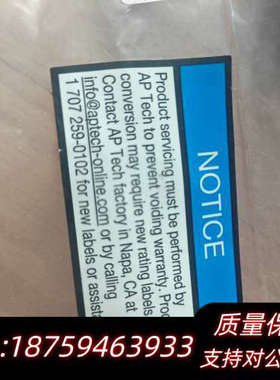 NOTICE
Product servicing must be performed by
AP Tech to prevent voiding warranty. Product
conversion may require new rating labels.
Contact AP Tech factory in Napa, CA at
info@aptech-online.com or by calling
1 707 259-0102 for new labels or
质量保
:18759463933
支持对公